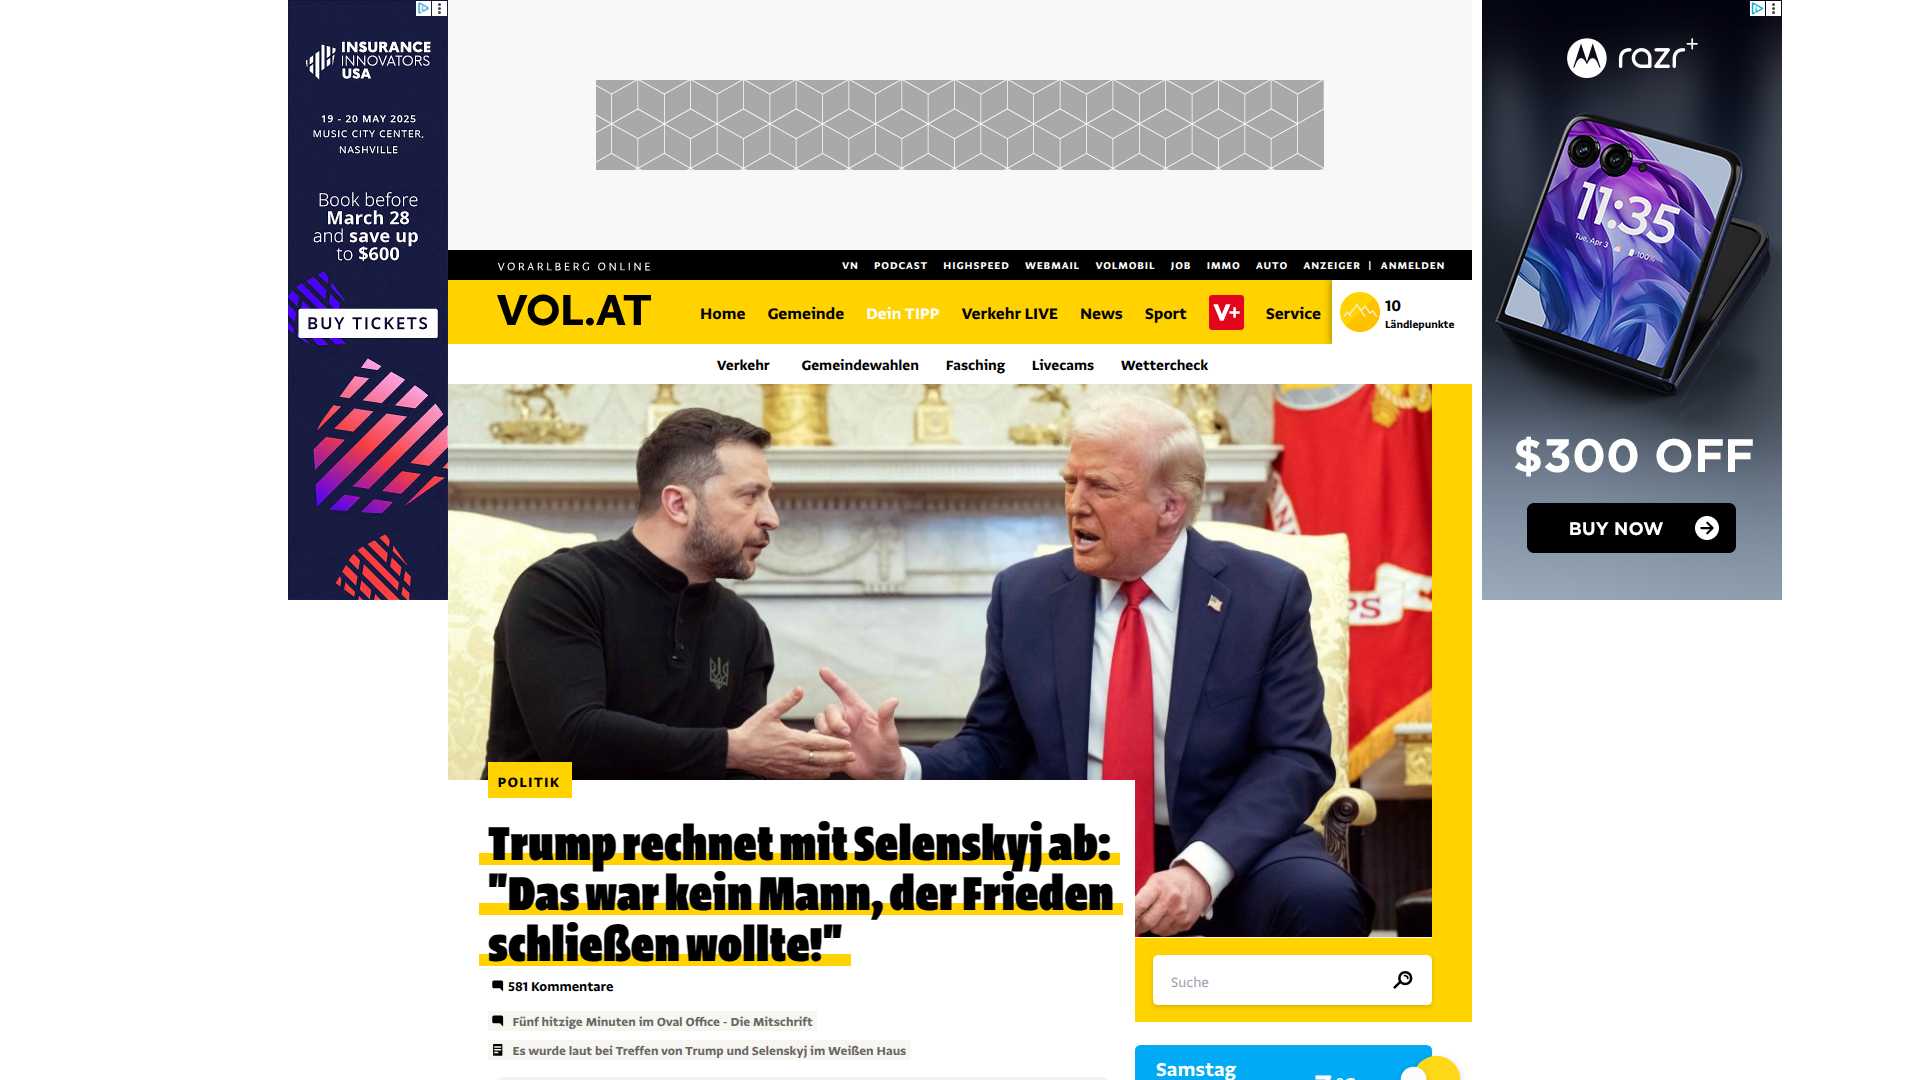 INSURANCE
INNOVATORS
USA
19 - 20 MAY 2025
MUSIC CITY CENTER,
NASHVILLE
Book before
March 28
and save up
to $600
BUY TICKETS
razr+
11:35
Tue, Apr 3
100%
$300 OFF
BUY NOW
VORARLBERG ONLINE
VN PODCAST HIGHSPEED WEBMAIL VOLMOBIL JOB IMMO AUTO ANZEIGER | ANMELDEN
VOL.AT
Home Gemeinde Dein TIPP Verkehr LIVE News Sport V+ Service
10
Ländlepunkte
Verkehr Gemeindewahlen Fasching Livecams Wettercheck
PS
POLITIK
Trump rechnet mit Selenskyj ab:
"Das war kein Mann, der Frieden
schließen wollte!"
581 Kommentare
Fünf hitzige Minuten im Oval Office - Die Mitschrift
Es wurde laut bei Treffen von Trump und Selenskyj im Weißen Haus
Suche
Samstag